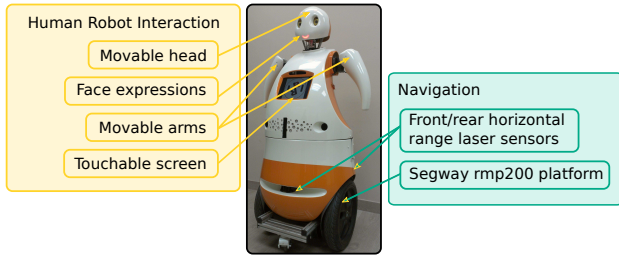 Human Robot Interaction
Movable head
Face expressions
Movable arms
Touchable screen
Navigation
Front/rear horizontal
range laser sensors
Segway rmp200 platform